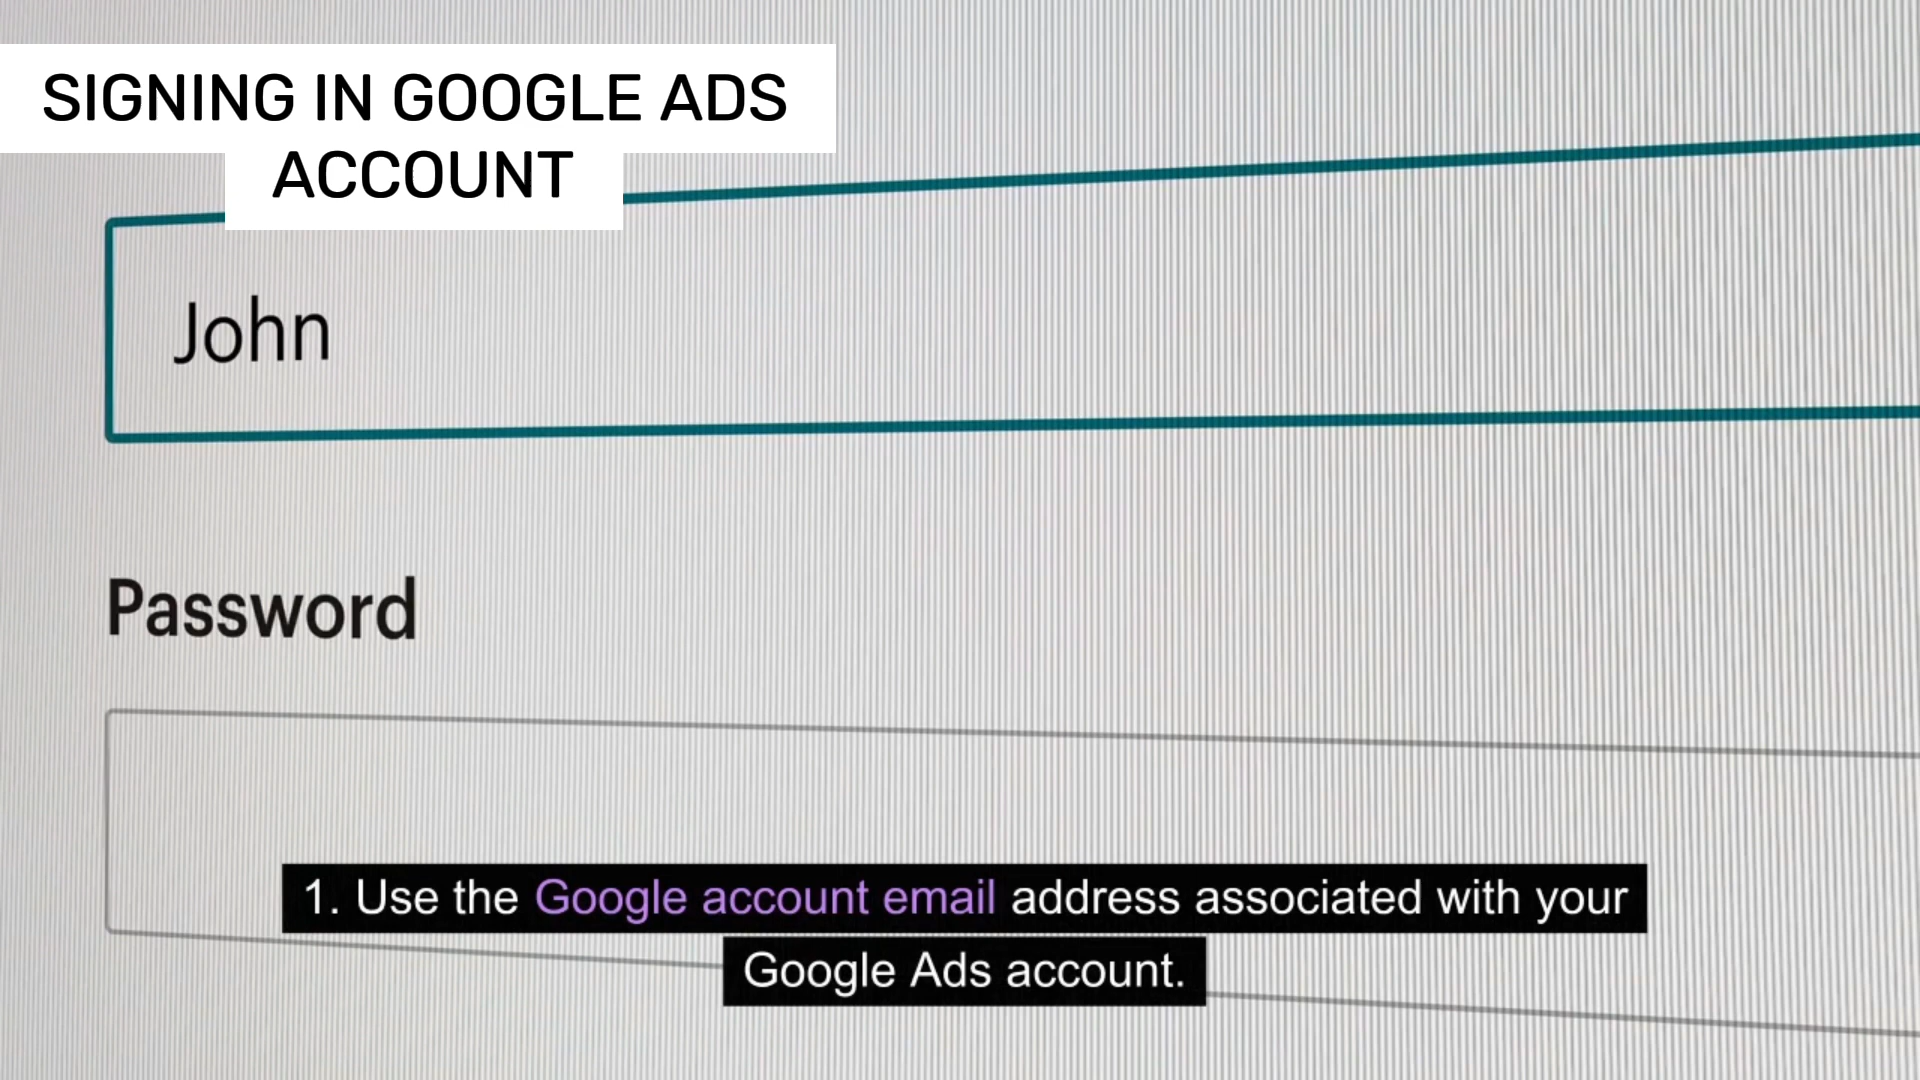 SIGNING IN GOOGLE ADS
ACCOUNT
John
Password
1. Use the Google account email address associated with your
Google Ads account.